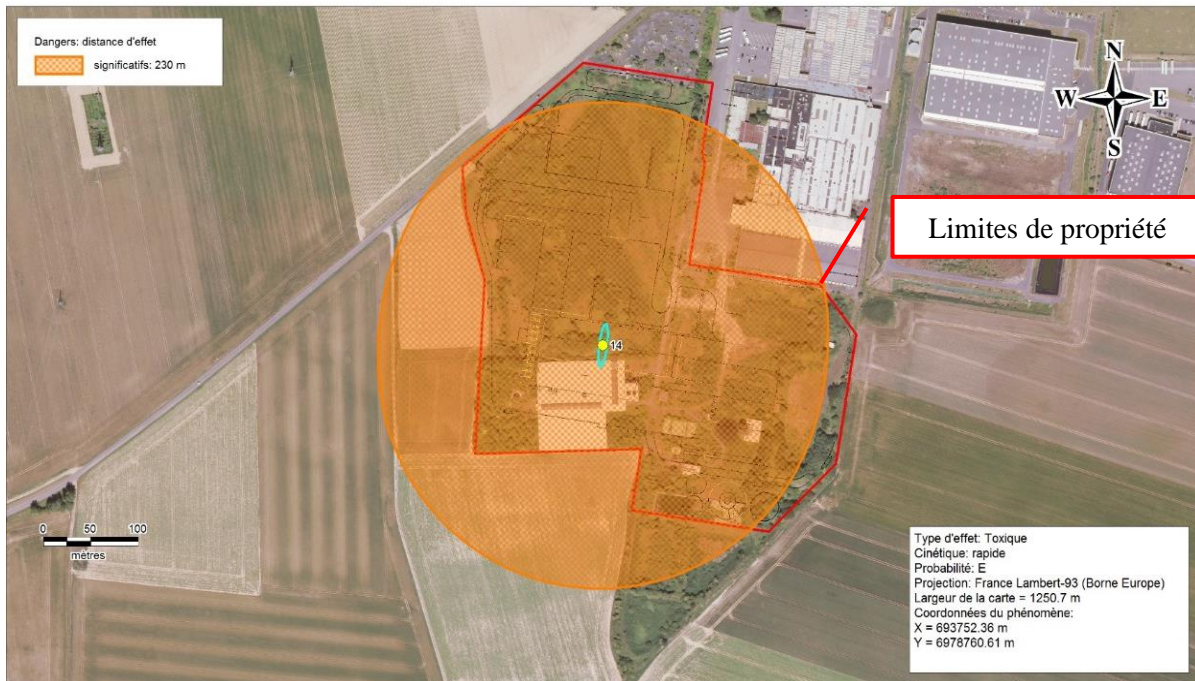 Dangers: distance d'effet
significatifs: 230 m
N
W E
S
Limites de propriété
14
0 50 100
mètres
Type d'effet: Toxique
Cinétique: rapide
Probabilité: E
Projection: France Lambert-93 (Borne Europe)
Largeur de la carte = 1250.7 m
Coordonnées du phénomène:
X = 693752.36 m
Y = 6978760.61 m